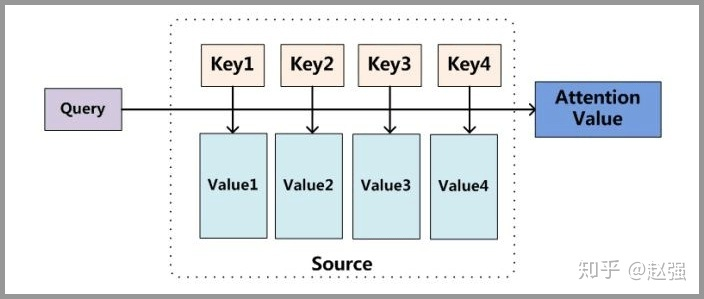 Key1 Key2 Key3 Key4
Query
Attention
Value
Value1 Value2 Value3 Value4
Source
知乎 @赵强